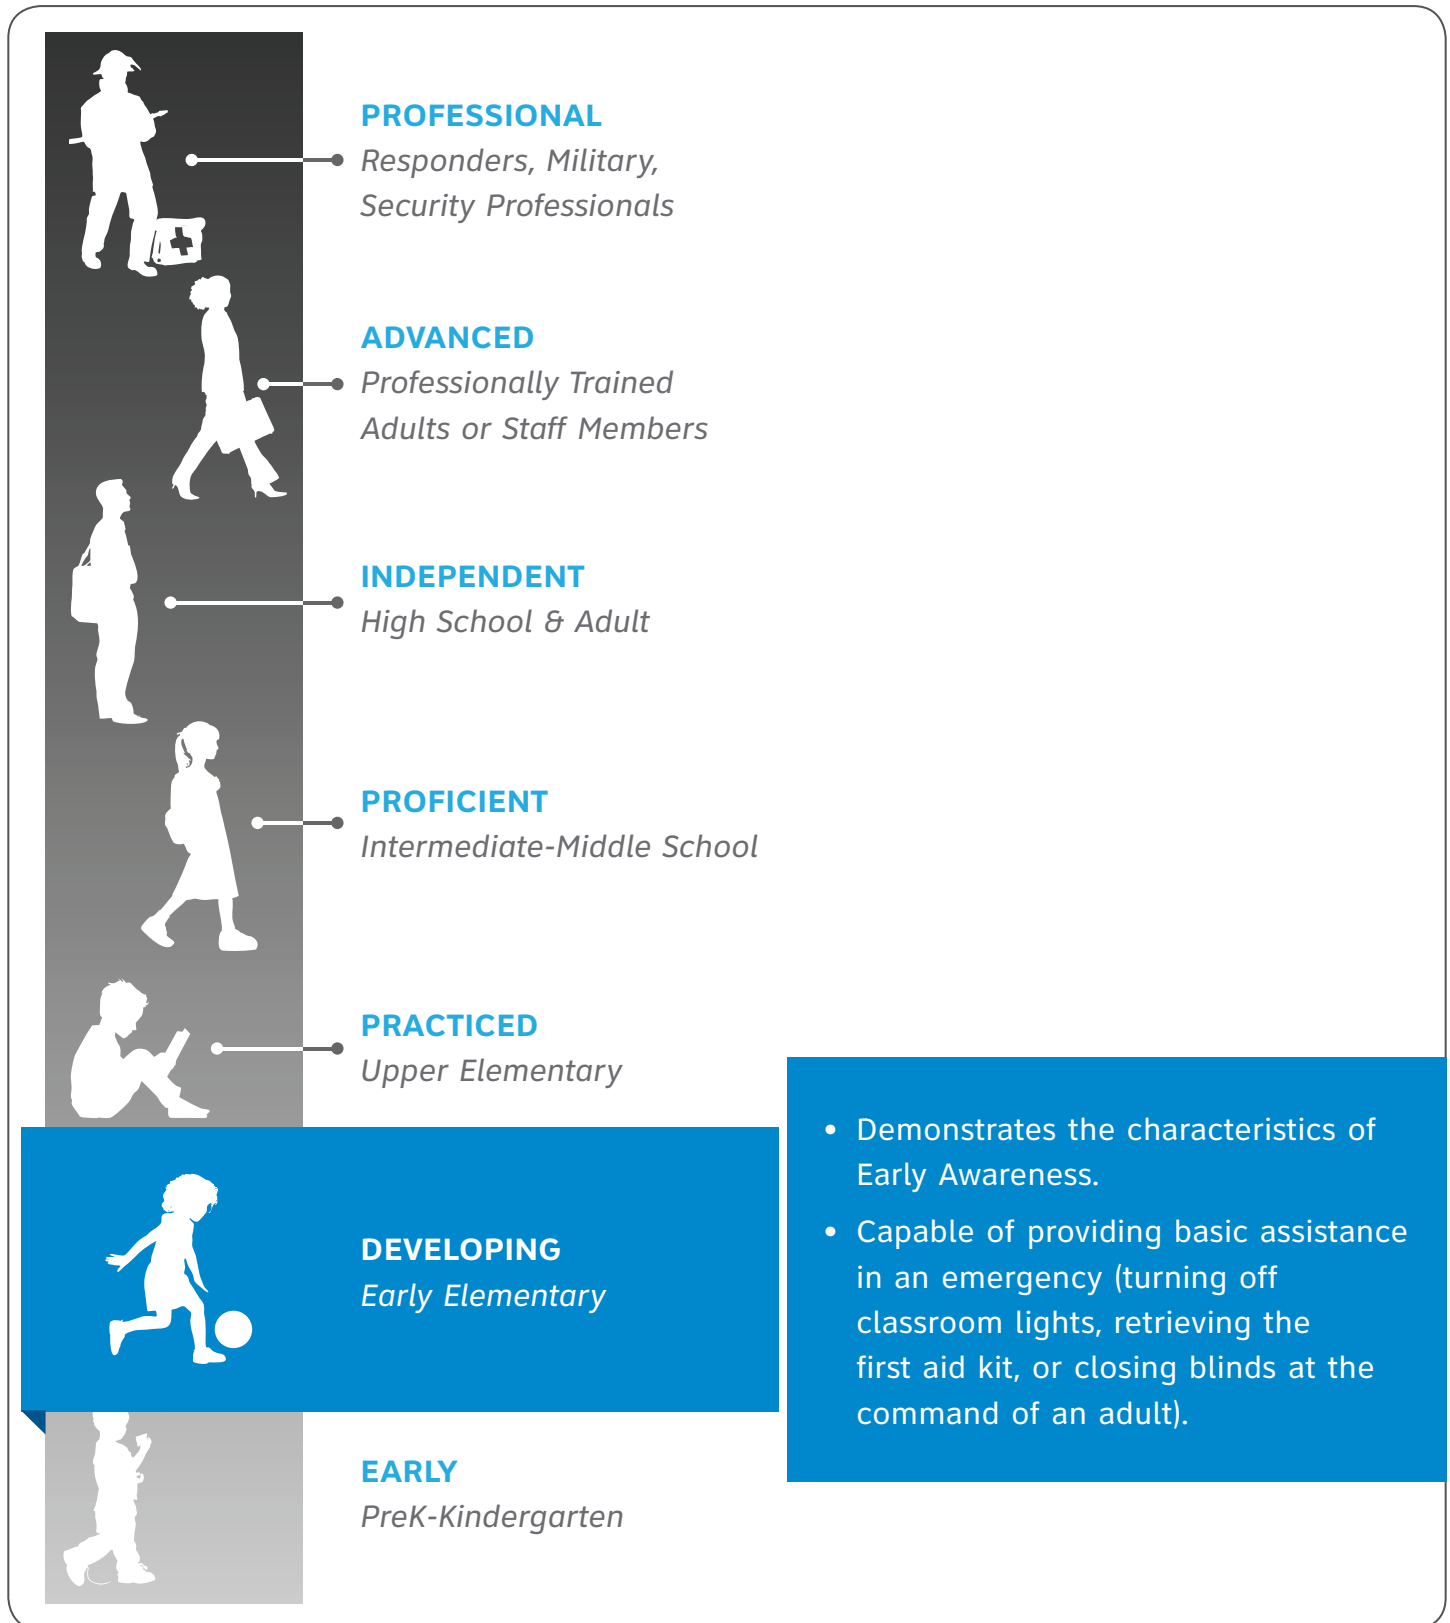 PROFESSIONAL
Responders, Military,
Security Professionals
ADVANCED
Professionally Trained
Adults or Staff Members
INDEPENDENT
High School & Adult
PROFICIENT
Intermediate-Middle School
PRACTICED
Upper Elementary
DEVELOPING
Early Elementary
• Demonstrates the characteristics of
Early Awareness.
• Capable of providing basic assistance
in an emergency (turning off
classroom lights, retrieving the
first aid kit, or closing blinds at the
command of an adult).
EARLY
PreK-Kindergarten